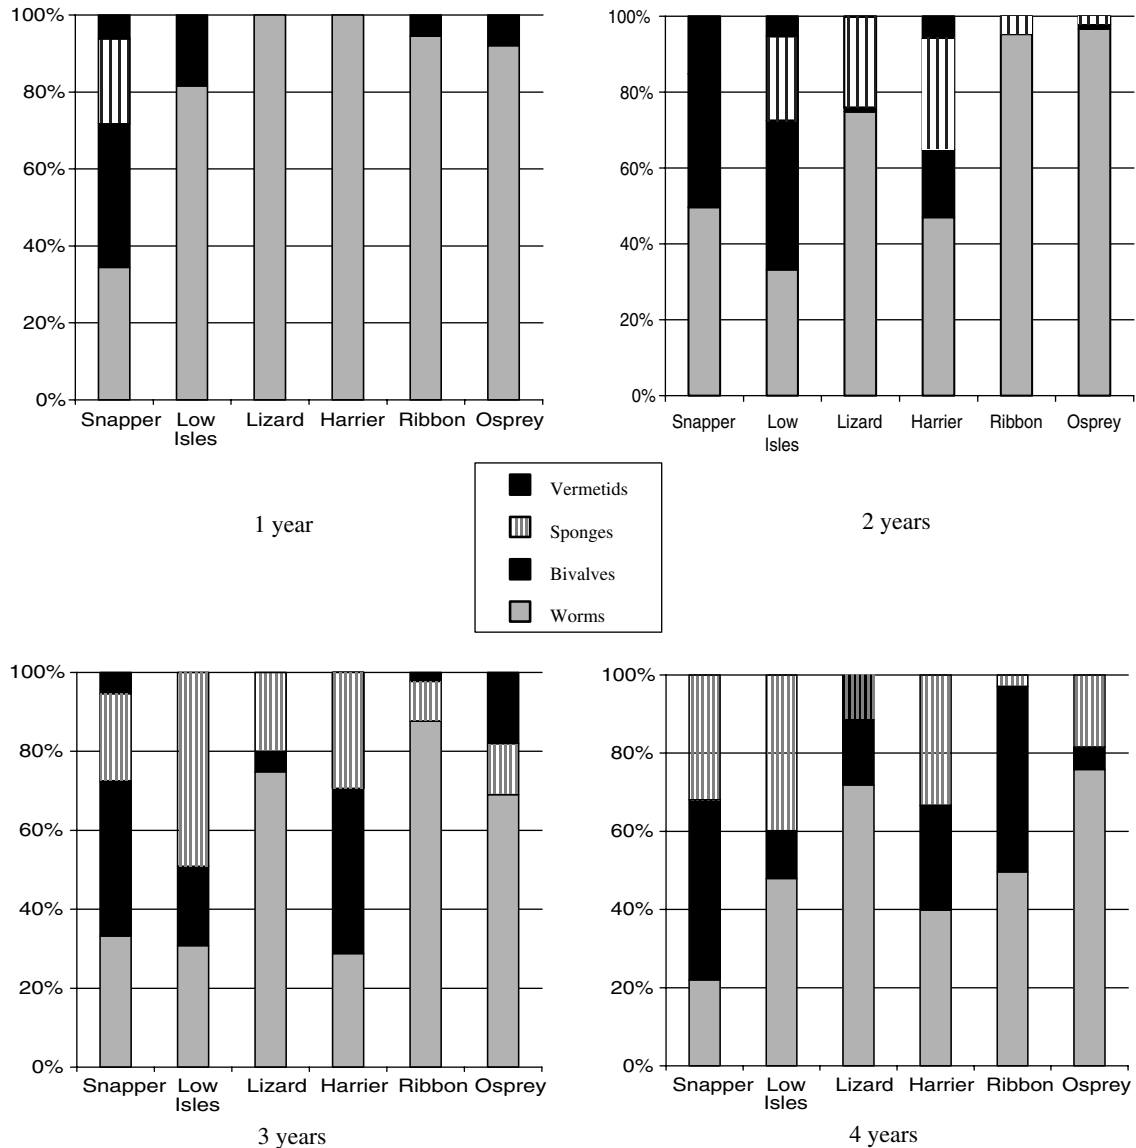 100%
80%
60%
40%
20%
0%
Snapper Low Lizard Harrier Ribbon Osprey
Isles
1 year
100%
80%
60%
40%
20%
0%
Snapper Low Lizard Harrier Ribbon Osprey
Isles
2 years
Vermetids
Sponges
Bivalves
Worms
100%
80%
60%
40%
20%
0%
Snapper Low Lizard Harrier Ribbon Osprey
Isles
3 years
100%
80%
60%
40%
20%
0%
Snapper Low Lizard Harrier Ribbon Osprey
Isles
4 years